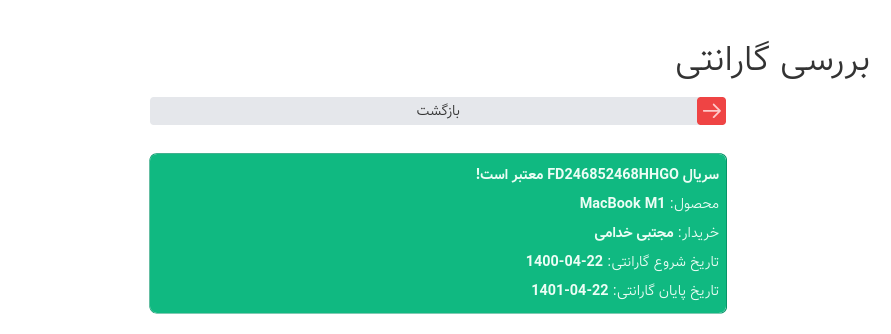 بررسی گارانتی
بازگشت
سریال FD246852468HHGO معتبر است!
محصول: MacBook M1
خریدار: مجتبی خدامی
تاریخ شروع گارانتی: 1400-04-22
تاریخ پایان گارانتی: 1401-04-22